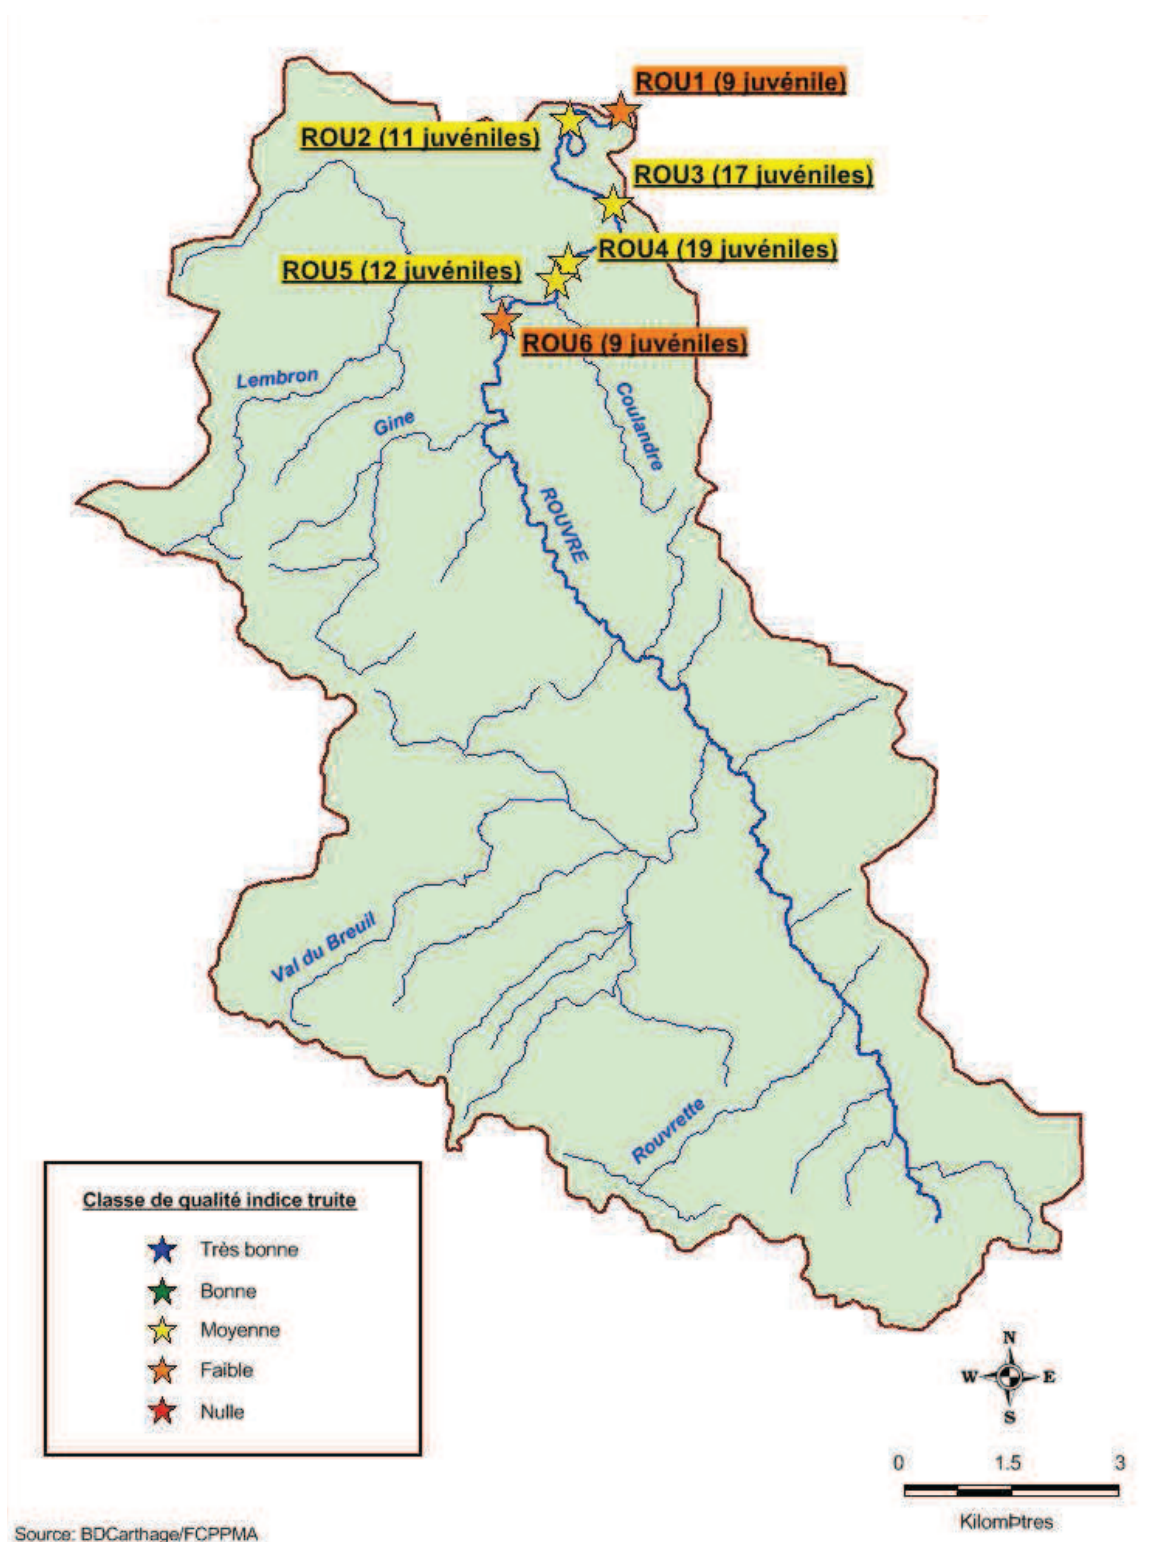 ROU1 (9 juvénile)
ROU2 (11 juvéniles)
ROU3 (17 juvéniles)
ROU4 (19 juvéniles)
ROU5 (12 juvéniles)
ROU6 (9 juvéniles)
Lembron
Gine
Coulandre
ROUVRE
Val du Breuil
Rouvrette
Classe de qualité indice truite
Très bonne
Bonne
Moyenne
Faible
Nulle
N
W E
S
0 1.5 3
KilomÞtres
Source: BDCarthage/FCPPMA